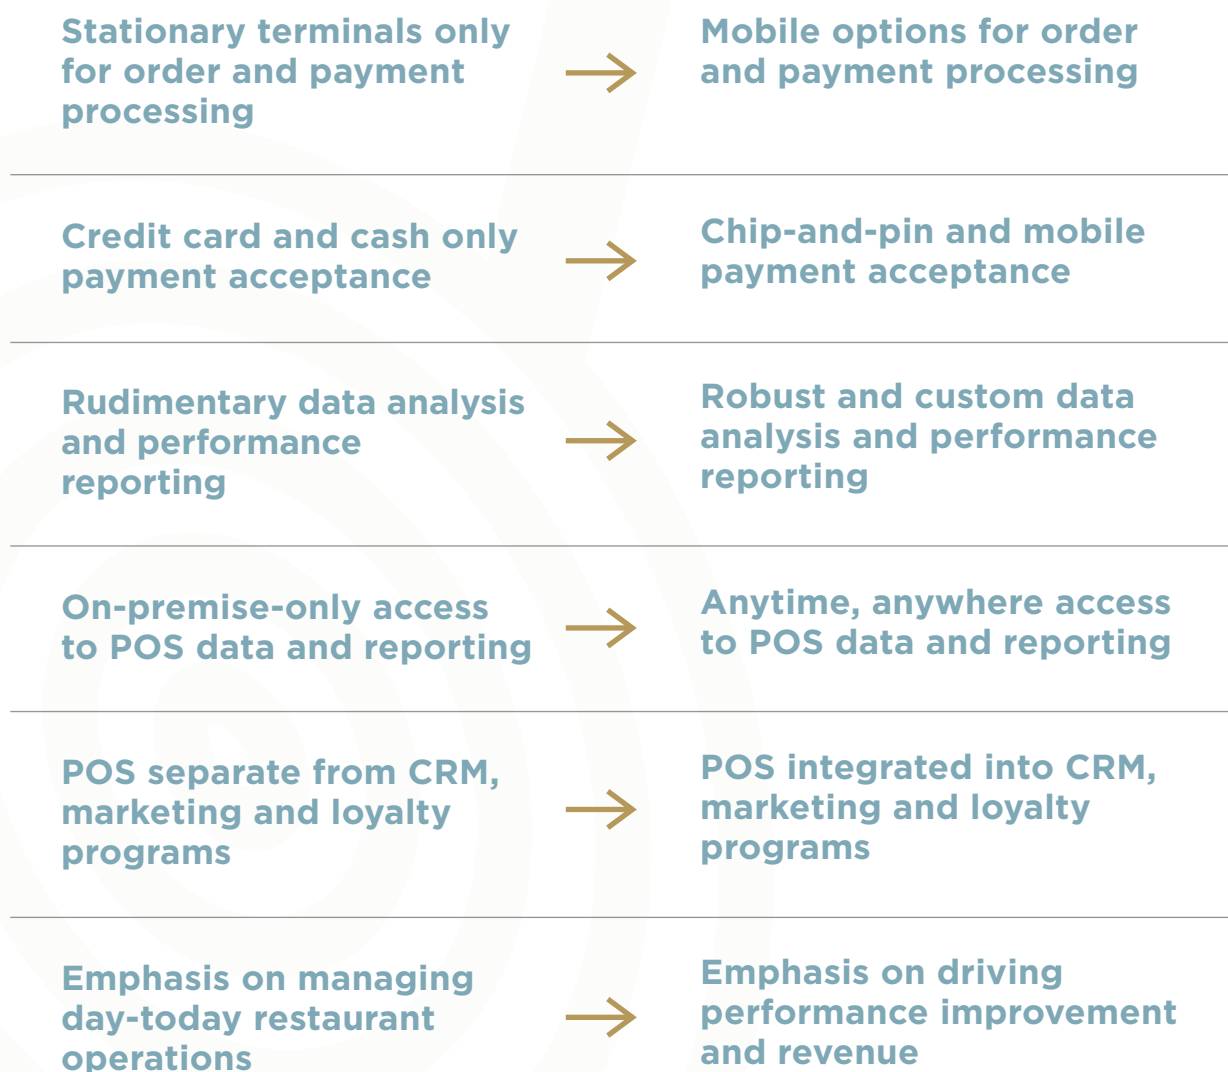 Stationary terminals only
for order and payment
processing
Mobile options for order
and payment processing
Credit card and cash only
payment acceptance
Chip-and-pin and mobile
payment acceptance
Rudimentary data analysis
and performance
reporting
Robust and custom data
analysis and performance
reporting
On-premise-only access
to POS data and reporting
Anytime, anywhere access
to POS data and reporting
POS separate from CRM,
marketing and loyalty
programs
POS integrated into CRM,
marketing and loyalty
programs
Emphasis on managing
day-today restaurant
operations
Emphasis on driving
performance improvement
and revenue